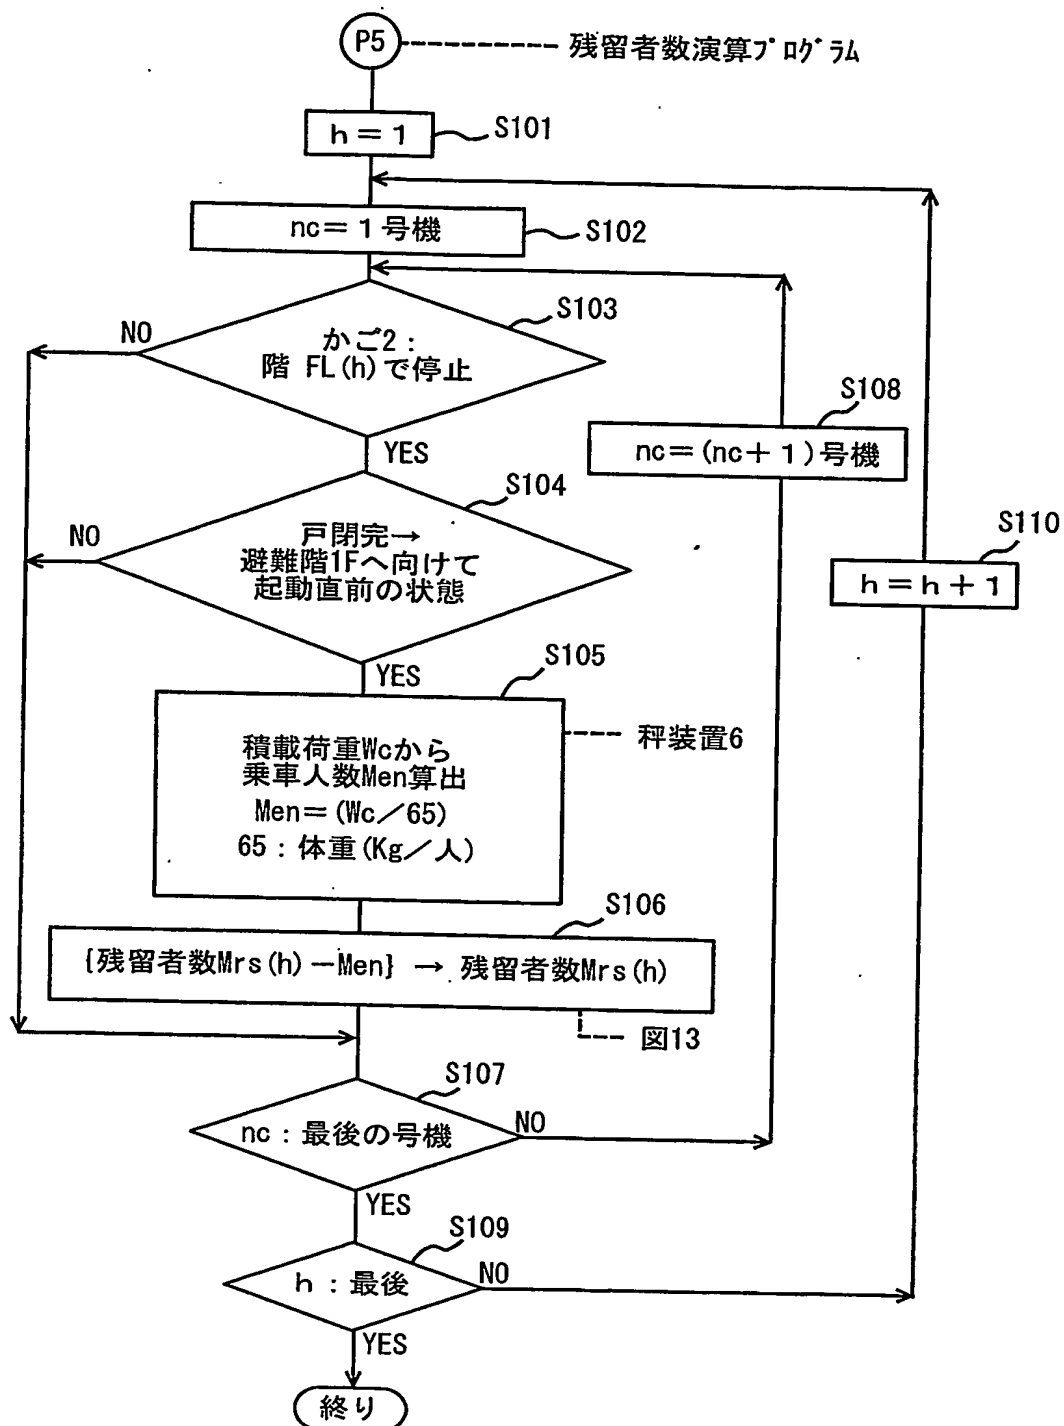 P5
残留者数演算プログラム
h=1
S101
nc=1号機
S102
S103
NO
かご2:
階 FL(h)で停止
YES
S108
nc=(nc+1)号機
S104
NO
戸閉完→
避難階1Fへ向けて
起動直前の状態
YES
S110
h=h+1
S105
積載荷重Wcから
乗車人数Men算出
Men=(Wc/65)
65:体重(Kg/人)
秤装置6
S106
{残留者数Mrs(h)-Men} → 残留者数Mrs(h)
図13
S107
nc:最後の号機
NO
YES
S109
h:最後
NO
YES
終り